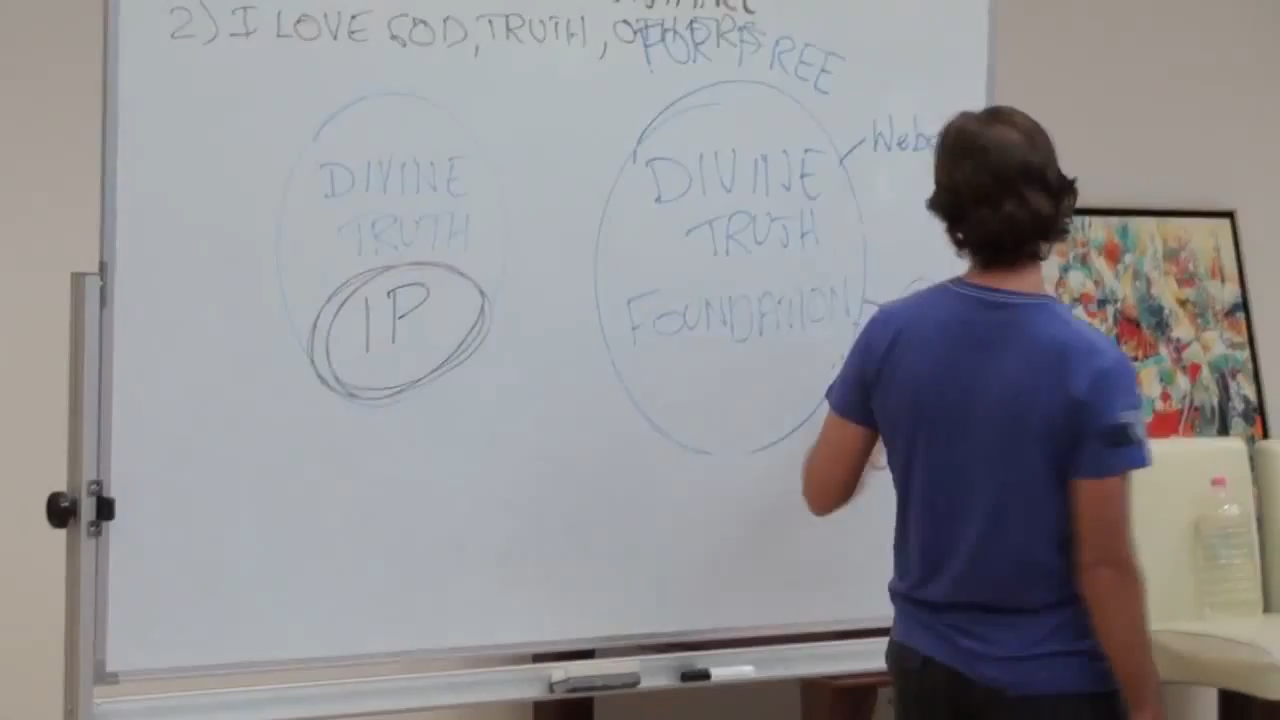 2) I LOVE GOD, TRUTH, OTHERS
FOR FREE
DIVINE
TRUTH
IP
DIVINE
TRUTH
FOUNDATION